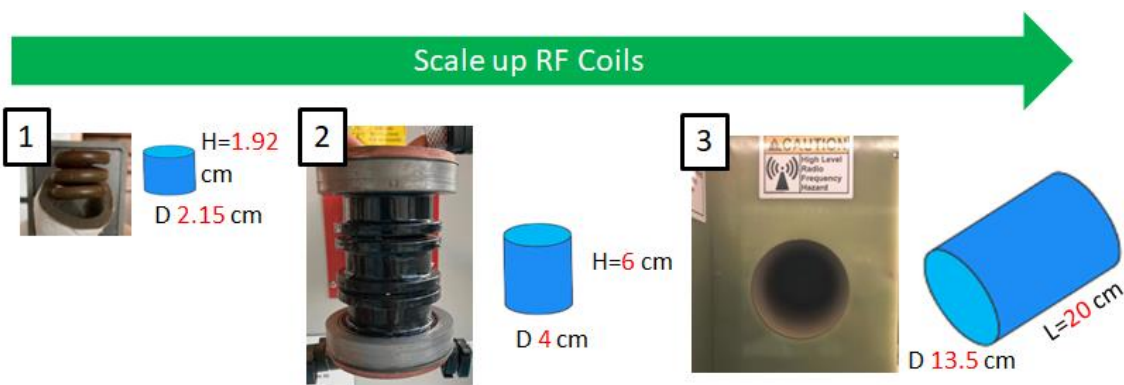 Scale up RF Coils
1
H=1.92
cm
D 2.15 cm
2
H=6 cm
D 4 cm
3
CAUTION
High Level
Radio
Frequency
Hazard
L=20 cm
D 13.5 cm